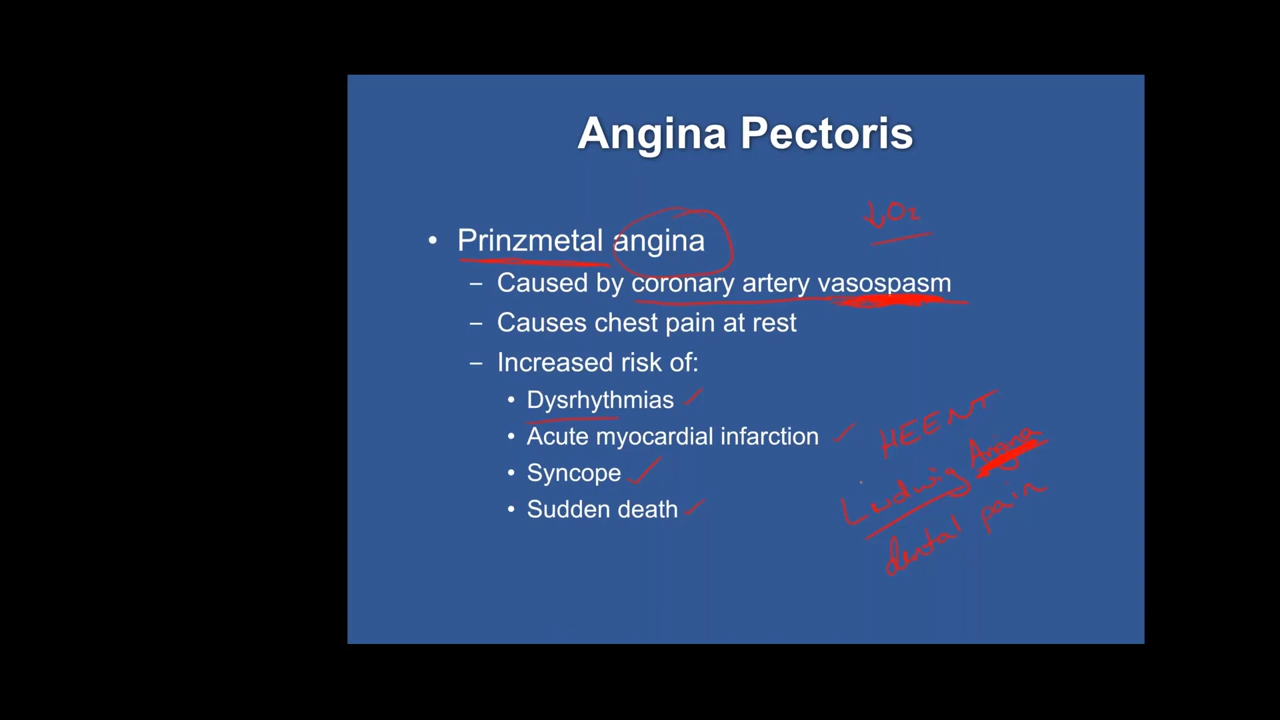 Angina Pectoris
↓O₂
• Prinzmetal angina
– Caused by coronary artery vasospasm
– Causes chest pain at rest
– Increased risk of:
• Dysrhythmias
• Acute myocardial infarction
• Syncope
• Sudden death
HEENT
Ludwig Angina
dental pain